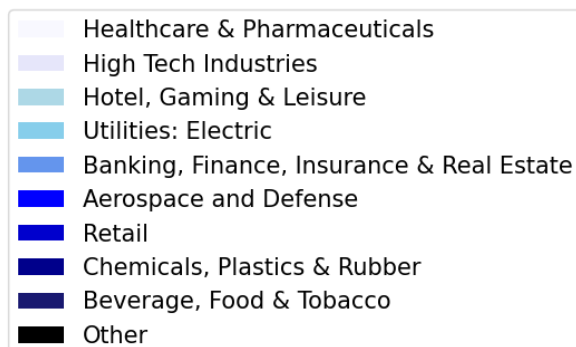 Healthcare & Pharmaceuticals
High Tech Industries
Hotel, Gaming & Leisure
Utilities: Electric
Banking, Finance, Insurance & Real Estate
Aerospace and Defense
Retail
Chemicals, Plastics & Rubber
Beverage, Food & Tobacco
Other